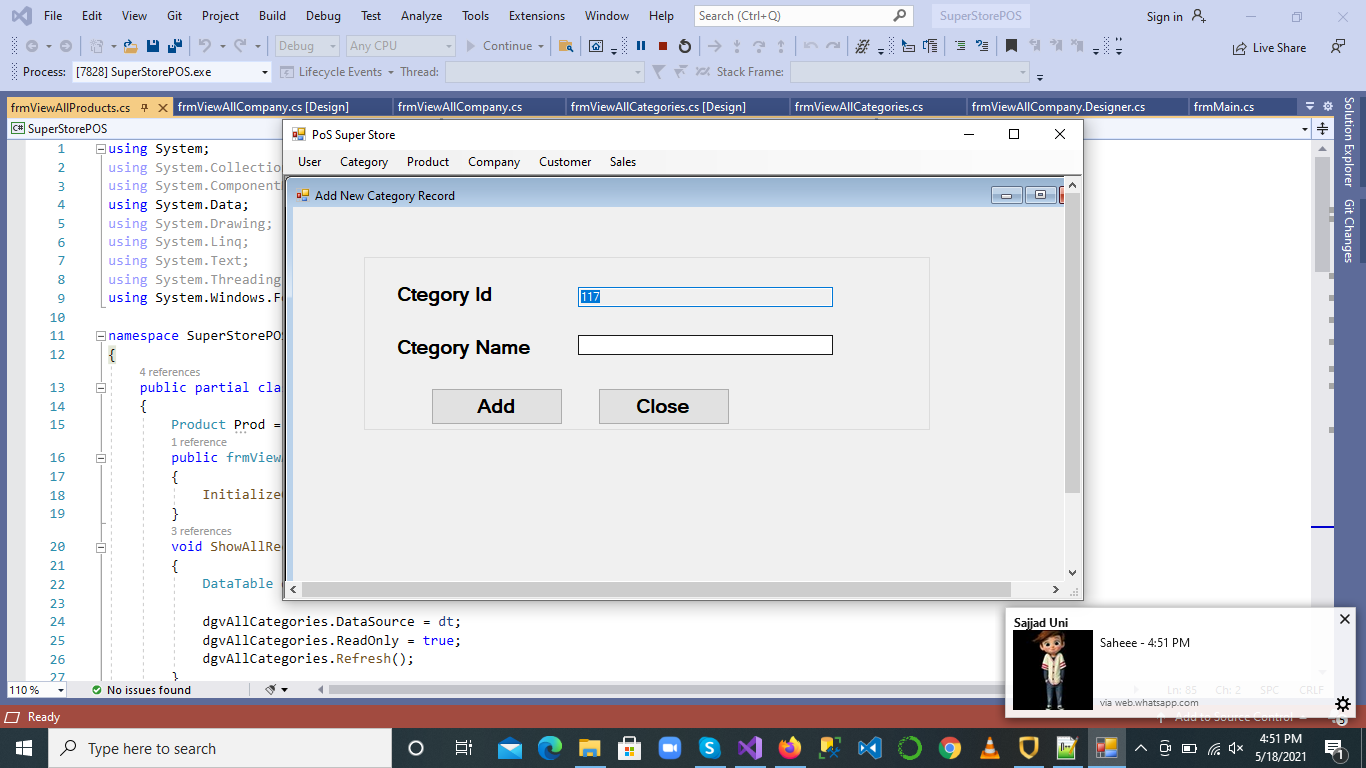 File Edit View Git Project Build Debug Test Analyze Tools Extensions Window Help Search (Ctrl+Q) SuperStorePOS Sign in
Debug Any CPU Continue Live Share
Process: [7828] SuperStorePOS.exe Lifecycle Events Thread: Stack Frame:
frmViewAllProducts.cs frmViewAllCompany.cs [Design] frmViewAllCompany.cs frmViewAllCategories.cs [Design] frmViewAllCategories.cs frmViewAllCompany.Designer.cs frmMain.cs
C# SuperStorePOS
Solution Explorer
Git Changes
PoS Super Store
User Category Product Company Customer Sales
Add New Category Record
Ctegory Id 117
Ctegory Name
Add Close
1 using System;
2 using System.Collectio
3 using System.Component
4 using System.Data;
5 using System.Drawing;
6 using System.Linq;
7 using System.Text;
8 using System.Threading
9 using System.Windows.Fo
10
11 namespace SuperStorePOS
12 {
4 references
13 public partial cla
14 {
15 Product Prod =
1 reference
16 public frmView
17 {
18 Initialize
19 }
3 references
20 void ShowAllRe
21 {
22 DataTable
23
24 dgvAllCategories.DataSource = dt;
25 dgvAllCategories.ReadOnly = true;
26 dgvAllCategories.Refresh();
27 }
110 % No issues found Ln: 85 Ch: 2 SPC CRLF
Ready Add to Source Control 5
Sajjad Uni
Saheee - 4:51 PM
via web.whatsapp.com
Type here to search
4:51 PM
5/18/2021
1